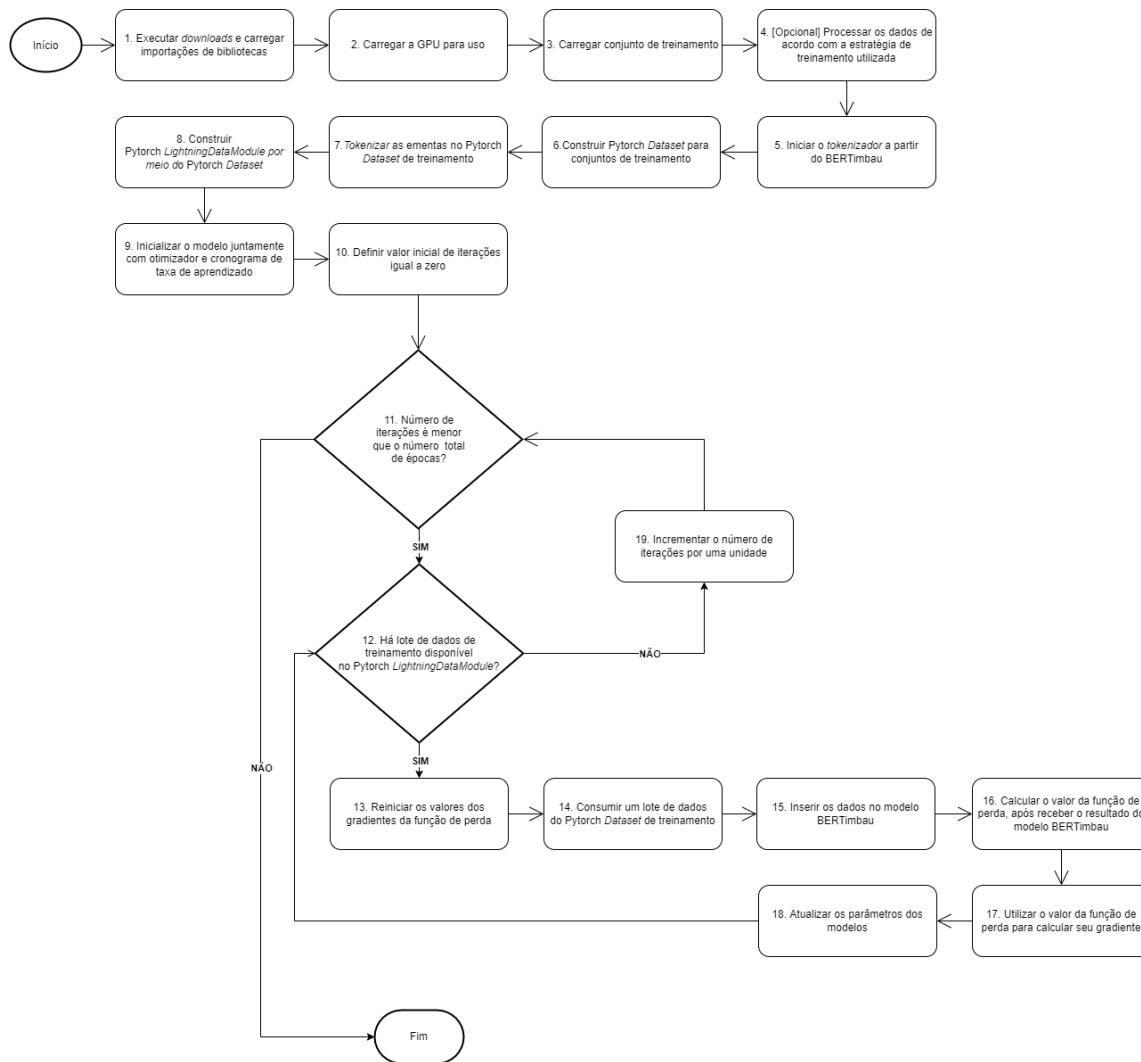 Início
1. Executar downloads e carregar
importações de bibliotecas
2. Carregar a GPU para uso
3. Carregar conjunto de treinamento
4. [Opcional] Processar os dados de
acordo com a estratégia de
treinamento utilizada
5. Iniciar o tokenizador a partir
do BERTimbau
6.Construir Pytorch Dataset para
conjuntos de treinamento
7.Tokenizar as ementas no Pytorch
Dataset de treinamento
8. Construir
Pytorch LightningDataModule por
meio do Pytorch Dataset
9. Inicializar o modelo juntamente
com otimizador e cronograma de
taxa de aprendizado
10. Definir valor inicial de iterações
igual a zero
11. Número de
iterações é menor
que o número total
de épocas?
SIM
NÃO
12. Há lote de dados de
treinamento disponível
no Pytorch LightningDataModule?
NÃO
19. Incrementar o número de
iterações por uma unidade
SIM
13. Reiniciar os valores dos
gradientes da função de perda
14. Consumir um lote de dados
do Pytorch Dataset de treinamento
15. Inserir os dados no modelo
BERTimbau
16. Calcular o valor da função de
perda, após receber o resultado do
modelo BERTimbau
17. Utilizar o valor da função de
perda para calcular seu gradiente
18. Atualizar os parâmetros dos
modelos
Fim